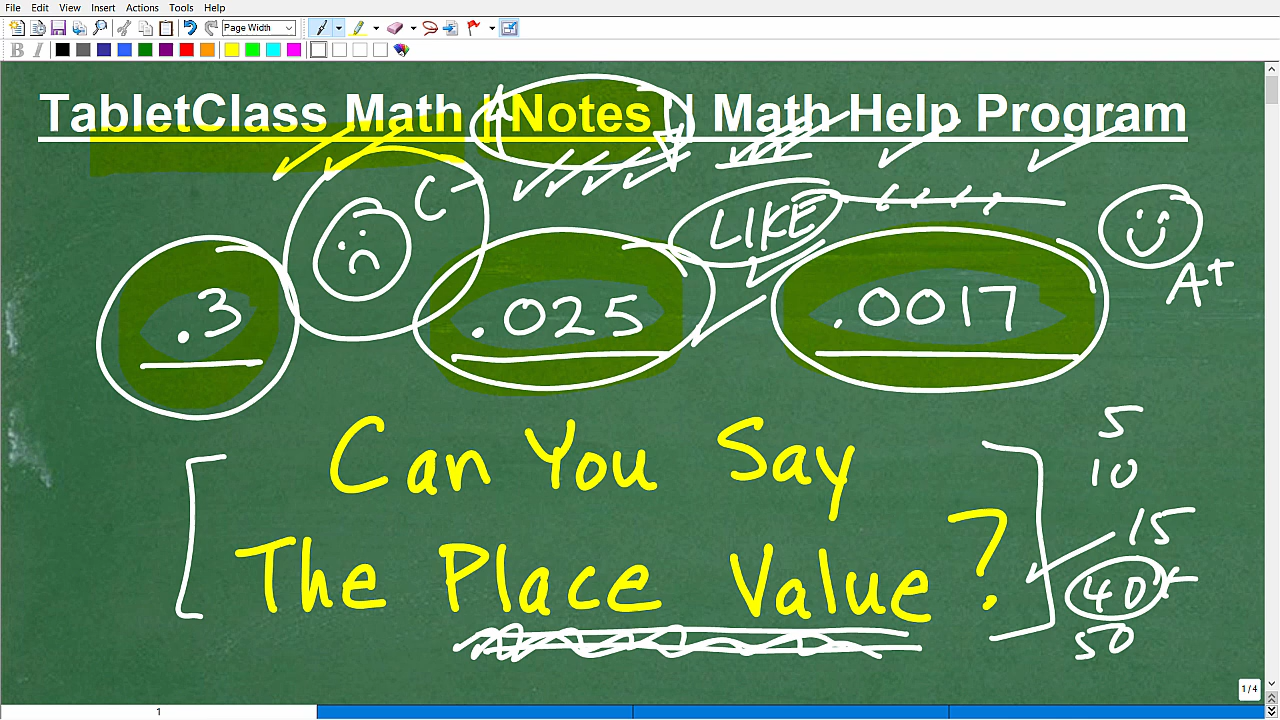 File Edit View Insert Actions Tools Help
Page Width
B I
TabletClass Math | Notes | Math Help Program
C-
LIKE
A+
.3 .025 .0017
Can You Say
The Place Value ?
5
10
15
40+
50
1/4
1